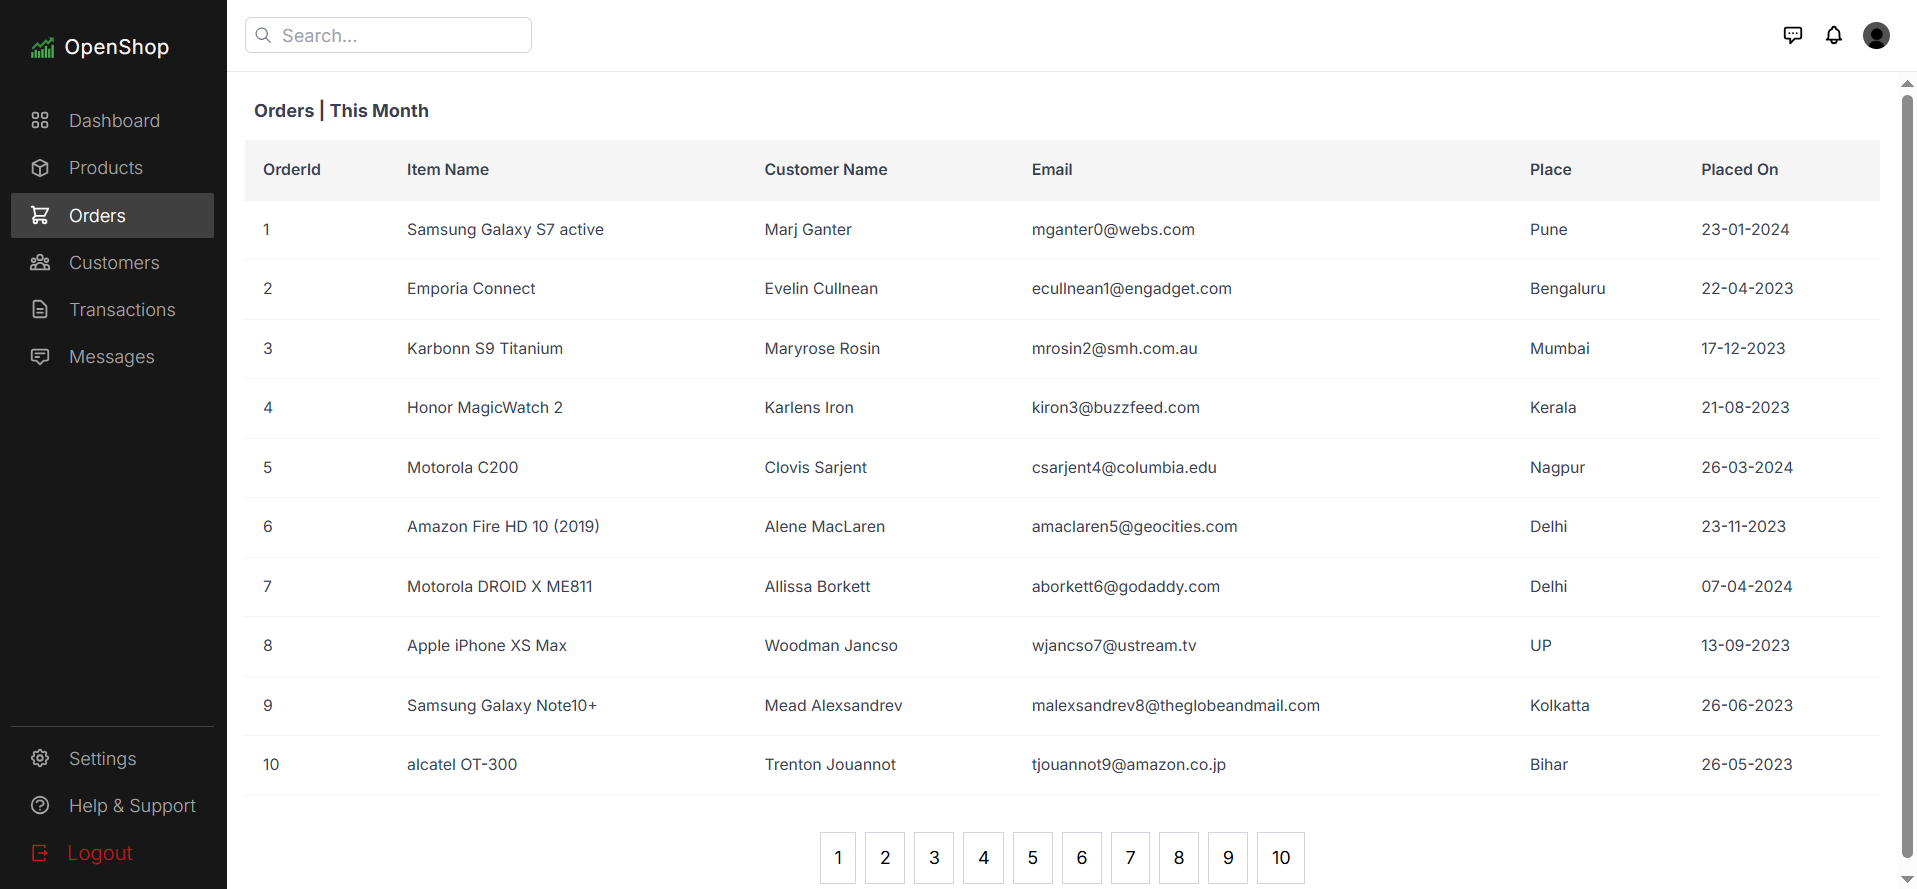 OpenShop
Search...
Dashboard
Products
Orders
Customers
Transactions
Messages
Settings
Help & Support
Logout
Orders | This Month
OrderId Item Name Customer Name Email Place Placed On
1 Samsung Galaxy S7 active Marj Ganter mganter0@webs.com Pune 23-01-2024
2 Emporia Connect Evelin Cullnean ecullnean1@engadget.com Bengaluru 22-04-2023
3 Karbonn S9 Titanium Maryrose Rosin mrosin2@smh.com.au Mumbai 17-12-2023
4 Honor MagicWatch 2 Karlens Iron kiron3@buzzfeed.com Kerala 21-08-2023
5 Motorola C200 Clovis Sarjent csarjent4@columbia.edu Nagpur 26-03-2024
6 Amazon Fire HD 10 (2019) Alene MacLaren amaclaren5@geocities.com Delhi 23-11-2023
7 Motorola DROID X ME811 Allissa Borkett aborkett6@godaddy.com Delhi 07-04-2024
8 Apple iPhone XS Max Woodman Jancso wjancso7@ustream.tv UP 13-09-2023
9 Samsung Galaxy Note10+ Mead Alexsandrev malexsandrev8@theglobeandmail.com Kolkatta 26-06-2023
10 alcatel OT-300 Trenton Jouannot tjouannot9@amazon.co.jp Bihar 26-05-2023
1 2 3 4 5 6 7 8 9 10